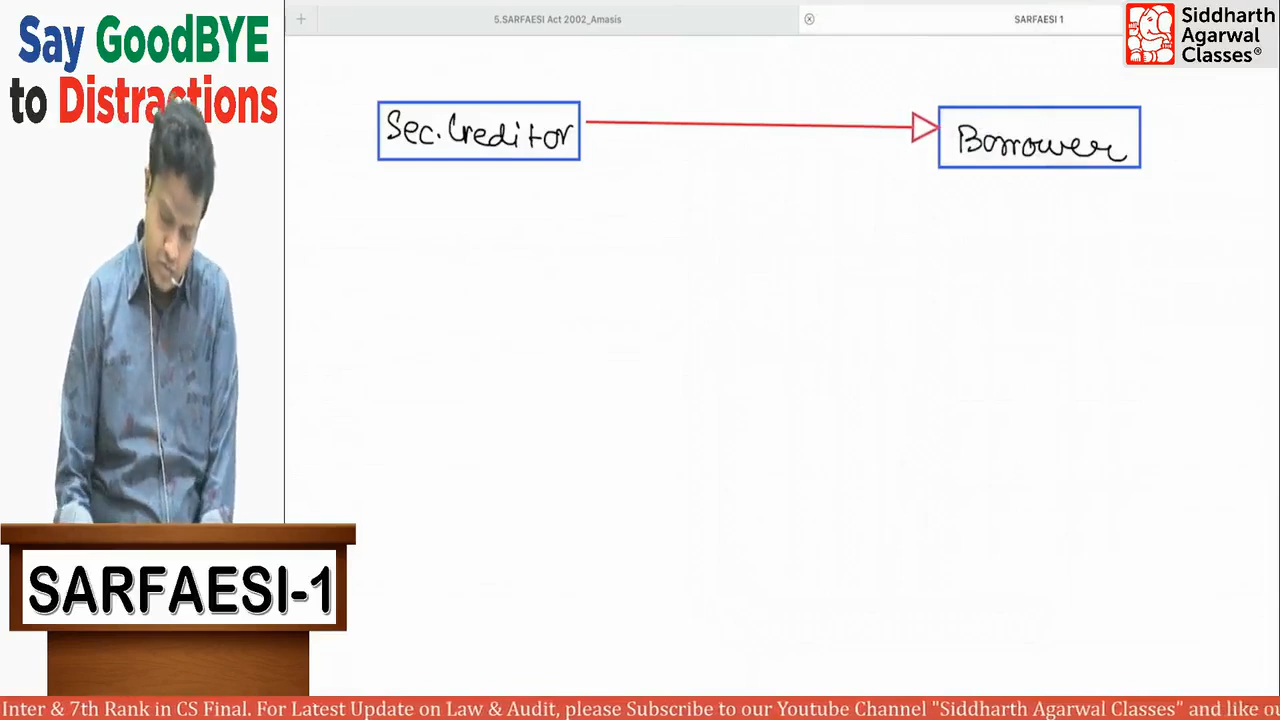 Say GoodBYE
to Distractions
5.SARFAESI Act 2002_Amasis
SARFAESI 1
Siddharth
Agarwal
Classes®
Sec. Creditor
Borrower
SARFAESI-1
Inter & 7th Rank in CS Final. For Latest Update on Law & Audit, please Subscribe to our Youtube Channel "Siddharth Agarwal Classes" and like ou